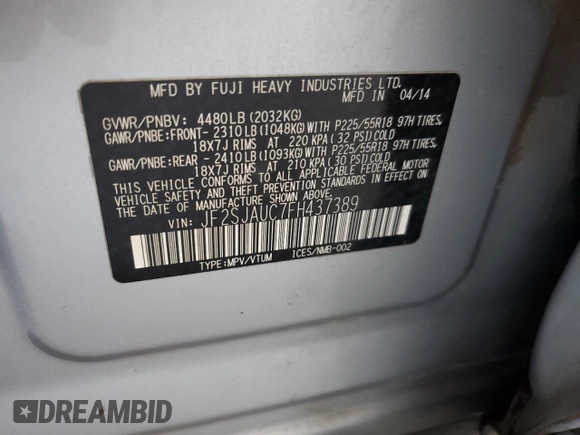 MFD BY FUJI HEAVY INDUSTRIES LTD.
MFD IN 04/14
GVWR/PNBV: 4480LB(2032KG)
GAWR/PNBE:FRONT- 2310LB(1048KG)WITH P225/55R18 97H TIRES,
18X7J RIMS AT 220 KPA(32 PSI)COLD
GAWR/PNBE:REAR -2410LB(1093KG)WITH P225/55R18 97H TIRES,
18X7J RIMS AT 210 KPA(30 PSI)COLD
THIS VEHICLE CONFORMS TO ALL APPLICABLE FEDERAL MOTOR
VEHICLE SAFETY AND THEFT PREVENTION STANDARDS IN EFFECT ON
THE DATE OF MANUFACTURE SHOWN ABOVE.
VIN: JF2SJAUC7FH437389
TYPE:MPV/VTUM ICES/NMB-002
DREAMBID